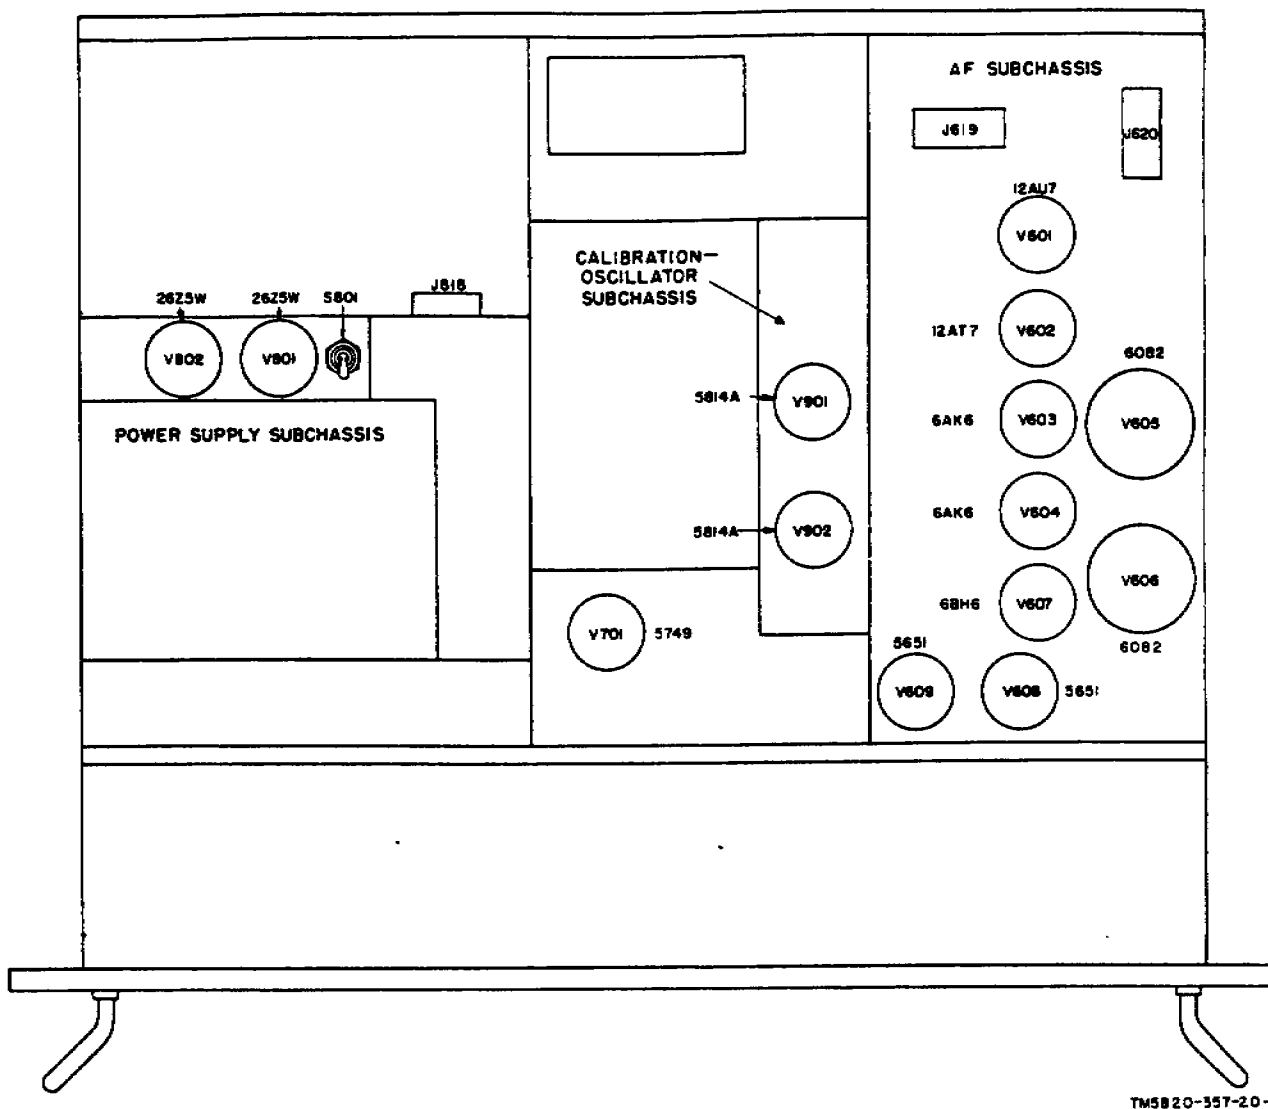 AF SUBCHASSIS
J619
J620
12AU7
V601
CALIBRATION—
OSCILLATOR
SUBCHASSIS
26Z5W
26Z5W
S801
J818
V802
V801
12AT7
V602
6082
5814A
V901
6AK6
V603
V605
POWER SUPPLY SUBCHASSIS
6AK6
V604
5814A
V902
V606
6BH6
V607
V701
5749
5651
6082
V609
V608
5651
TM5820-357-20-